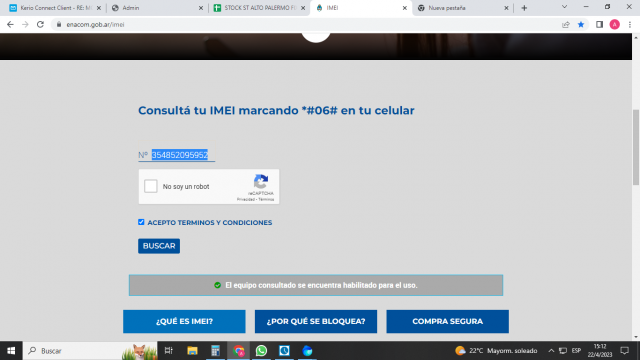 Kerio Connect Client - RE: M
Admin
STOCK ST ALTO PALERMO F
IMEI
Nueva pestaña
enacom.gob.ar/imei
A
Consultá tu IMEI marcando *#06# en tu celular
Nº 354852095952
No soy un robot
reCAPTCHA
Privacidad - Términos
ACEPTO TERMINOS Y CONDICIONES
BUSCAR
El equipo consultado se encuentra habilitado para el uso.
¿QUÉ ES IMEI?
¿POR QUÉ SE BLOQUEA?
COMPRA SEGURA
Buscar
22°C Mayorm. soleado
ESP
15:12
22/4/2023